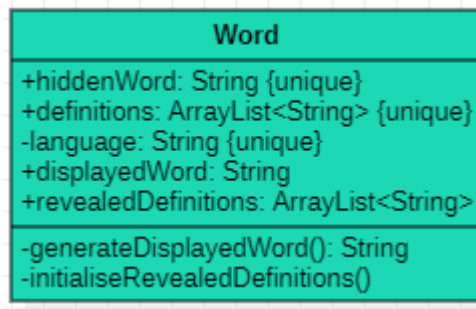 Word
+hiddenWord: String {unique}
+definitions: ArrayList<String> {unique}
-language: String {unique}
+displayedWord: String
+revealedDefinitions: ArrayList<String>
-generateDisplayedWord(): String
-initialiseRevealedDefinitions()